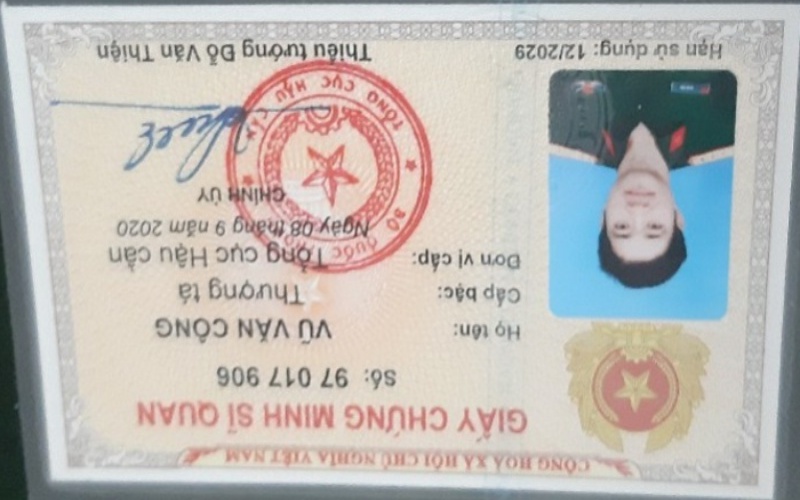 CỘNG HOÀ XÃ HỘI CHỦ NGHĨA VIỆT NAM
GIẤY CHỨNG MINH SĨ QUAN
Số: 97 017 906
Họ tên: VŨ VĂN CÔNG
Cấp bậc: Thượng tá
Đơn vị cấp: Tổng cục Hậu cần
Ngày 08 tháng 9 năm 2020
CHÍNH ỦY
BỘ QUỐC PHÒNG
TỔNG CỤC HẬU CẦN
Hạn sử dụng: 12/2029
Thiếu tướng Đỗ Văn Thiện